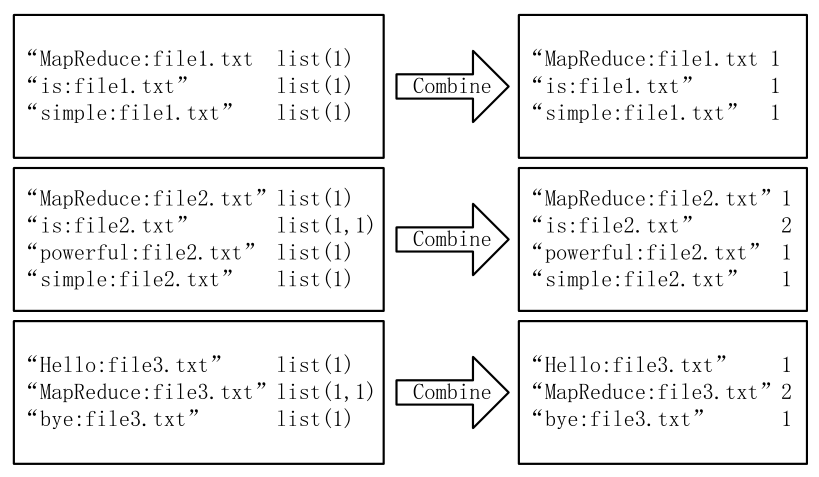 “MapReduce:file1.txt list(1)
“is:file1.txt” list(1)
“simple:file1.txt” list(1)
Combine
“MapReduce:file1.txt 1
“is:file1.txt” 1
“simple:file1.txt” 1
“MapReduce:file2.txt” list(1)
“is:file2.txt” list(1,1)
“powerful:file2.txt” list(1)
“simple:file2.txt” list(1)
Combine
“MapReduce:file2.txt” 1
“is:file2.txt” 2
“powerful:file2.txt” 1
“simple:file2.txt” 1
“Hello:file3.txt” list(1)
“MapReduce:file3.txt” list(1,1)
“bye:file3.txt” list(1)
Combine
“Hello:file3.txt” 1
“MapReduce:file3.txt” 2
“bye:file3.txt” 1